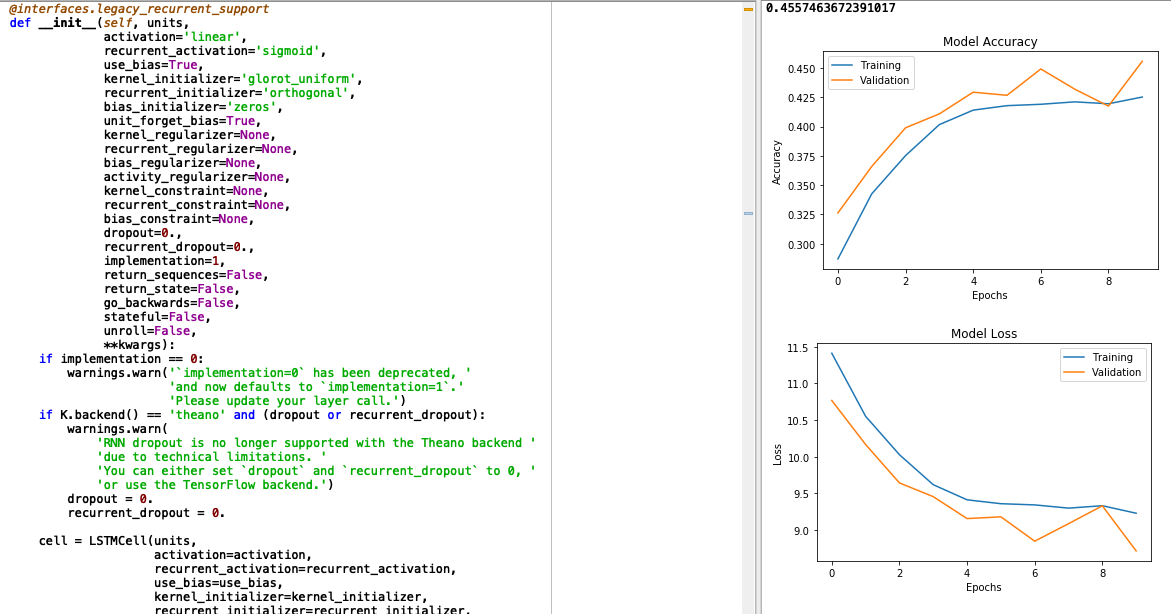 @interfaces.legacy_recurrent_support
def __init__(self, units,
             activation='linear',
             recurrent_activation='sigmoid',
             use_bias=True,
             kernel_initializer='glorot_uniform',
             recurrent_initializer='orthogonal',
             bias_initializer='zeros',
             unit_forget_bias=True,
             kernel_regularizer=None,
             recurrent_regularizer=None,
             bias_regularizer=None,
             activity_regularizer=None,
             kernel_constraint=None,
             recurrent_constraint=None,
             bias_constraint=None,
             dropout=0.,
             recurrent_dropout=0.,
             implementation=1,
             return_sequences=False,
             return_state=False,
             go_backwards=False,
             stateful=False,
             unroll=False,
             **kwargs):
    if implementation == 0:
        warnings.warn('`implementation=0` has been deprecated, '
                      'and now defaults to `implementation=1`.'
                      'Please update your layer call.')
    if K.backend() == 'theano' and (dropout or recurrent_dropout):
        warnings.warn(
            'RNN dropout is no longer supported with the Theano backend '
            'due to technical limitations. '
            'You can either set `dropout` and `recurrent_dropout` to 0, '
            'or use the TensorFlow backend.')
        dropout = 0.
        recurrent_dropout = 0.
    cell = LSTMCell(units,
                    activation=activation,
                    recurrent_activation=recurrent_activation,
                    use_bias=use_bias,
                    kernel_initializer=kernel_initializer,
                    recurrent_initializer=recurrent_initializer,
0.4557463672391017
Model Accuracy
Training
Validation
0.450
0.425
0.400
0.375
0.350
0.325
0.300
Accuracy
0 2 4 6 8
Epochs
Model Loss
Training
Validation
11.5
11.0
10.5
10.0
9.5
9.0
Loss
0 2 4 6 8
Epochs